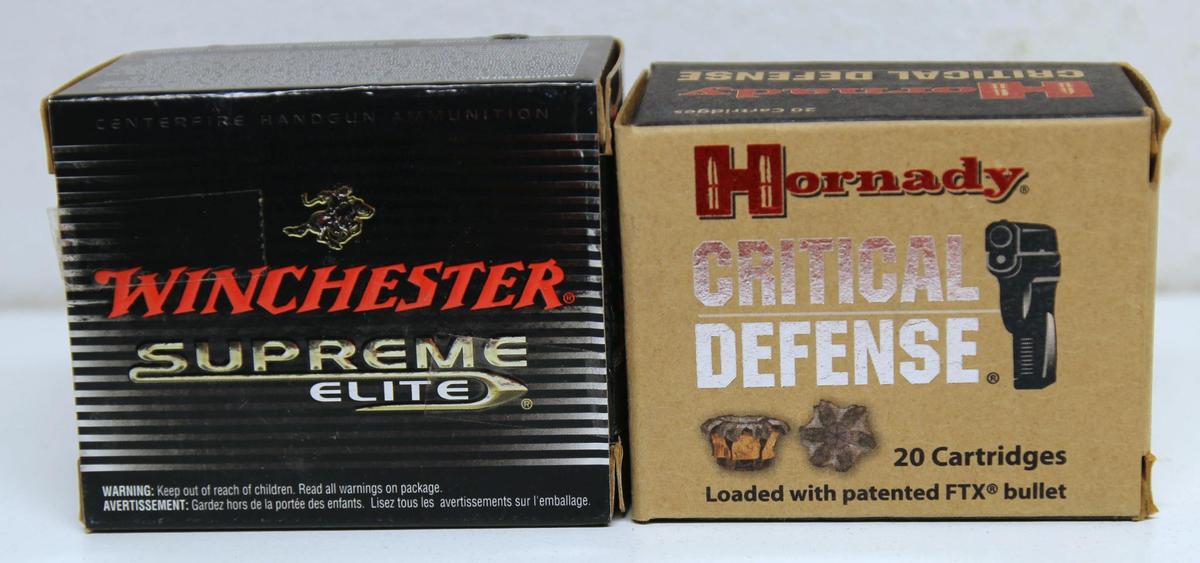 CENTERFIRE HANDGUN AMMUNITION
WINCHESTER®
SUPREME
ELITE
®
WARNING: Keep out of reach of children. Read all warnings on package.
AVERTISSEMENT: Gardez hors de la portée des enfants. Lisez tous les avertissements sur l'emballage.
20 Cartridges
Hornady
CRITICAL DEFENSE
Hornady®
CRITICAL
DEFENSE®
20 Cartridges
Loaded with patented FTX® bullet